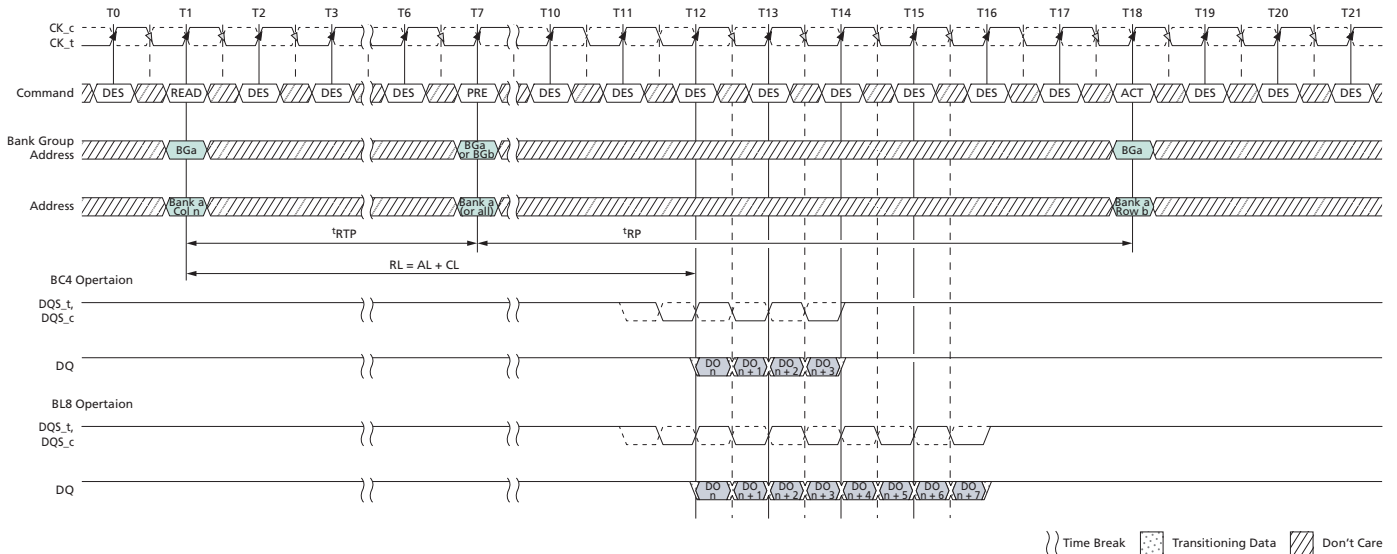 T0 T1 T2 T3 T6 T7 T10 T11 T12 T13 T14 T15 T16 T17 T18 T19 T20 T21
CK_c
CK_t
Command DES READ DES DES DES PRE DES DES DES DES DES DES DES DES ACT DES DES DES
Bank Group
Address
BGa
BGa
or BGb
BGa
Address
Bank a
Col n
Bank a
(or all)
Bank a
Row b
tRTP
tRP
RL = AL + CL
BC4 Opertaion
DQS_t,
DQS_c
DQ
DO
n
DO
n + 1
DO
n + 2
DO
n + 3
BL8 Opertaion
DQS_t,
DQS_c
DQ
DO
n
DO
n + 1
DO
n + 2
DO
n + 3
DO
n + 4
DO
n + 5
DO
n + 6
DO
n + 7
Time Break Transitioning Data Don't Care